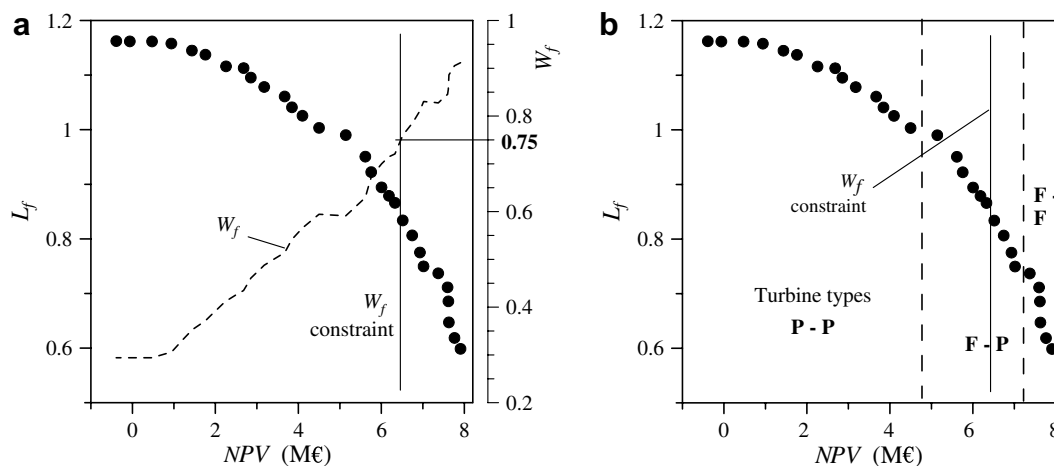 a
1.2
1
0.8
0.6
L_f
W_f
W_f
constraint
1
0.8
0.75
0.6
0.4
0.2
W_f
0 2 4 6 8
NPV (M€)
b
1.2
1
0.8
0.6
L_f
W_f
constraint
F -
F
Turbine types
P - P
F - P
0 2 4 6 8
NPV (M€)